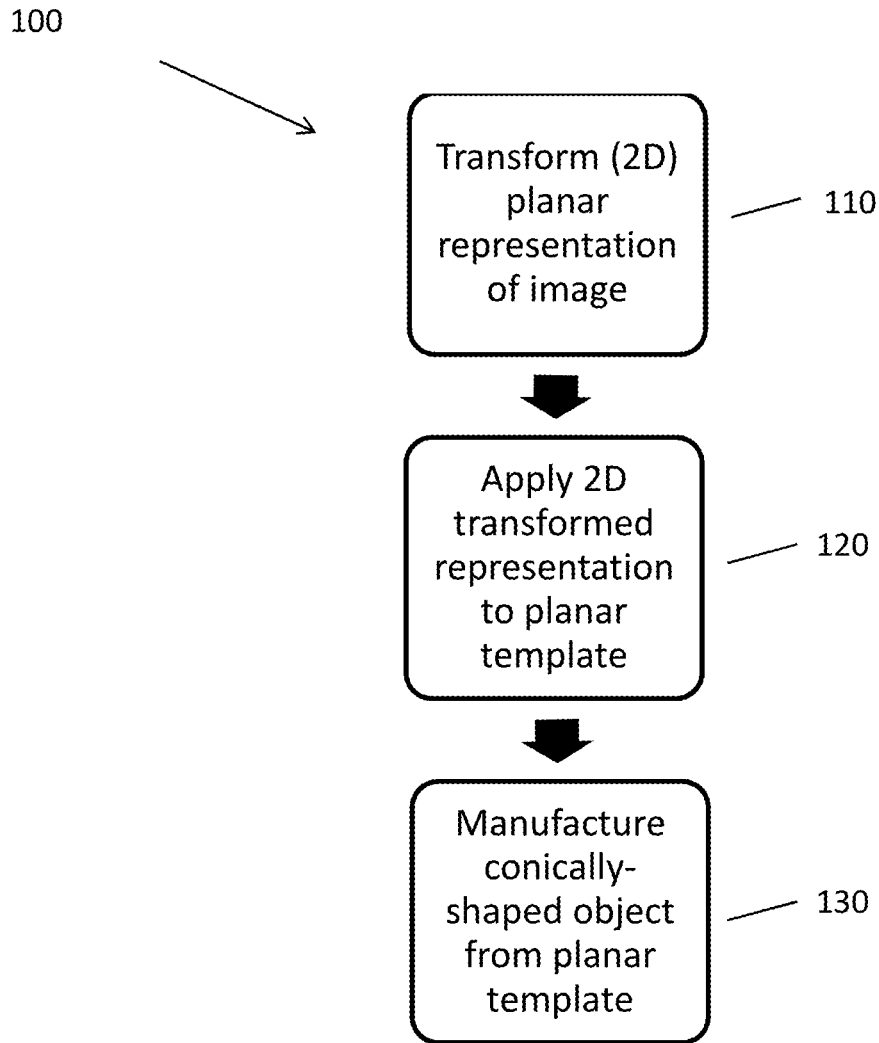 100
Transform (2D)
planar
representation
of image
110
Apply 2D
transformed
representation
to planar
template
120
Manufacture
conically-
shaped object
from planar
template
130